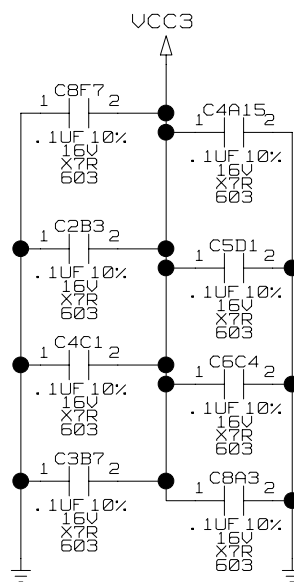 VCC3
C8F7
1 2
.1UF 10%
16V
X7R
603
C4A15
1 2
.1UF 10%
16V
X7R
603
C2B3
1 2
.1UF 10%
16V
X7R
603
C5D1
1 2
.1UF 10%
16V
X7R
603
C4C1
1 2
.1UF 10%
16V
X7R
603
C6C4
1 2
.1UF 10%
16V
X7R
603
C3B7
1 2
.1UF 10%
16V
X7R
603
C8A3
1 2
.1UF 10%
16V
X7R
603